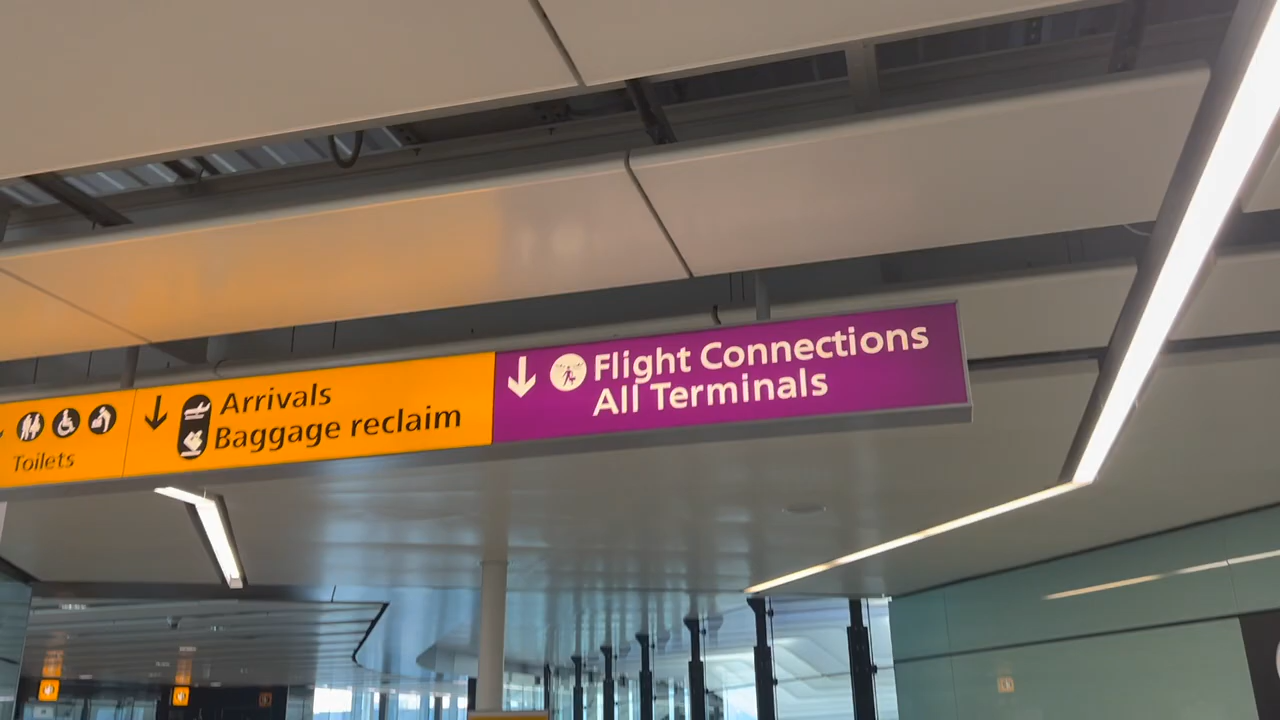 Toilets
Arrivals
Baggage reclaim
Flight Connections
All Terminals